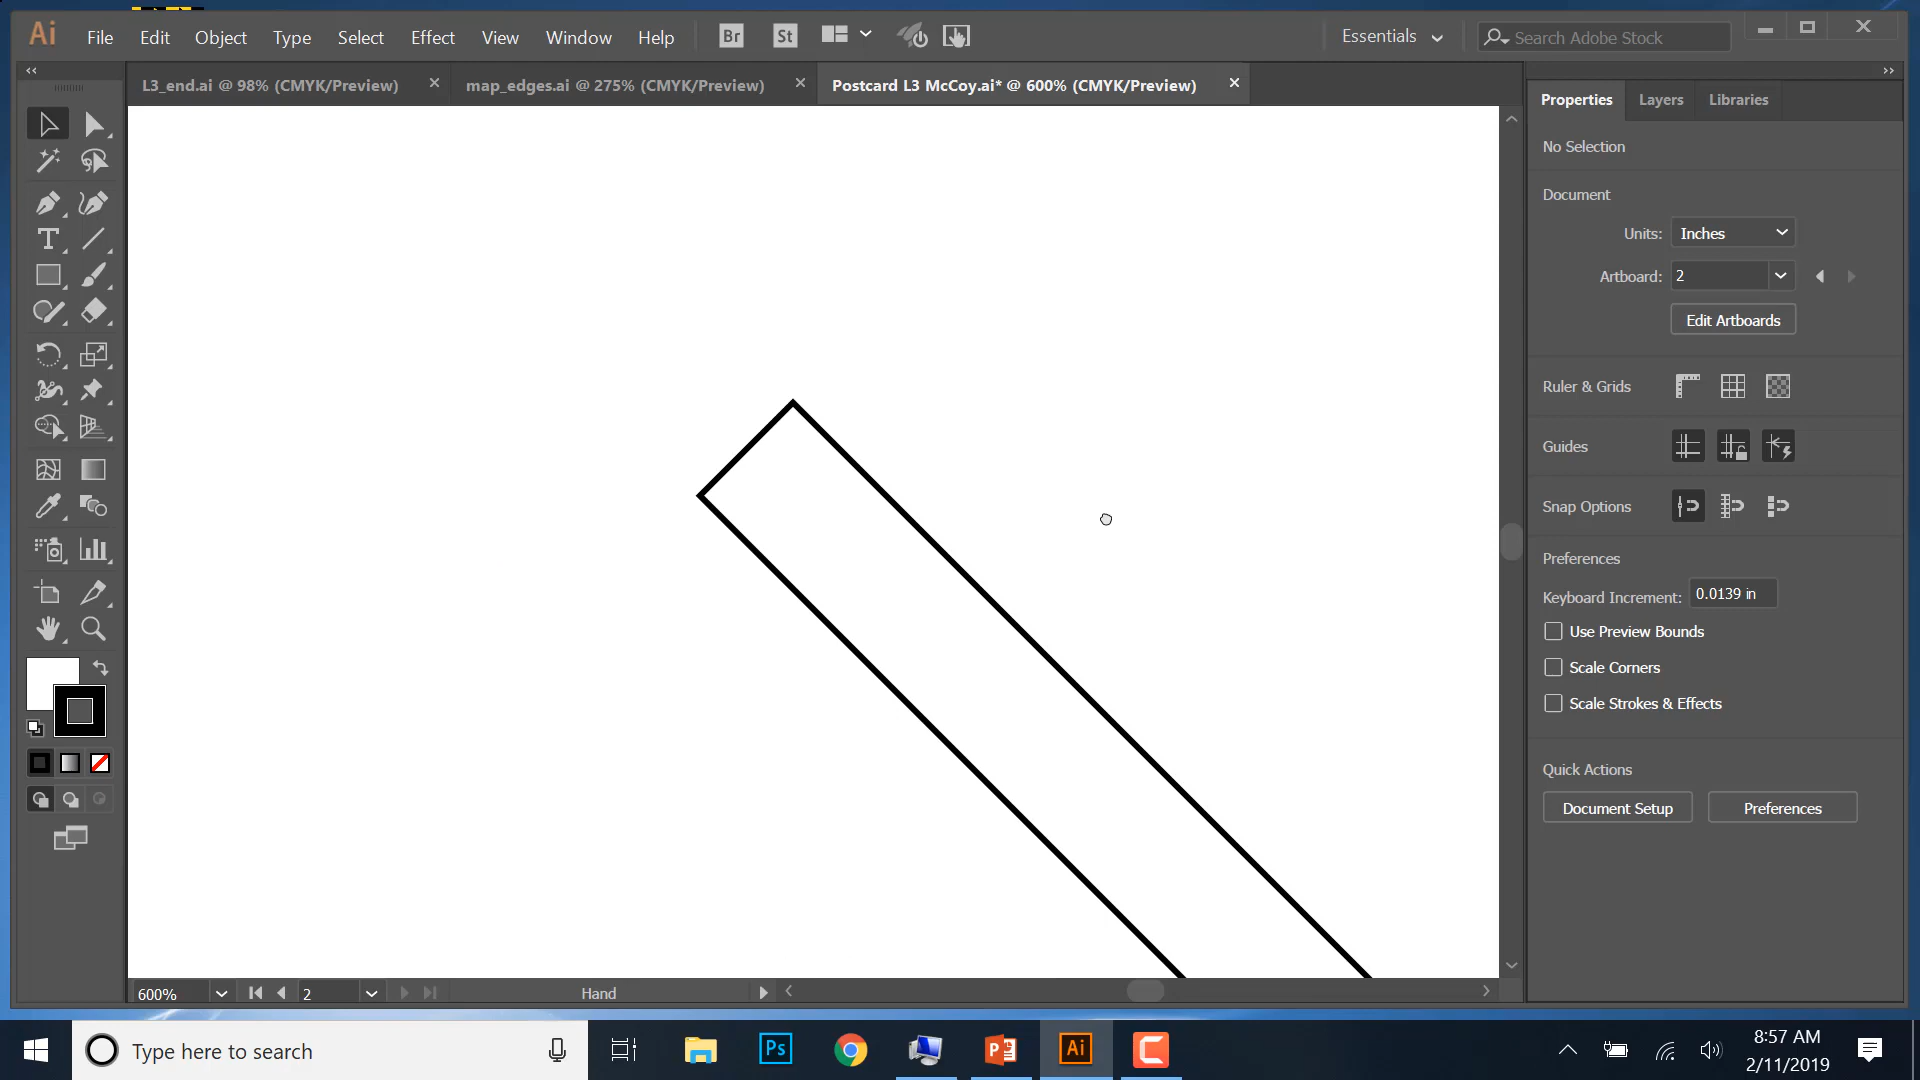 Ai File Edit Object Type Select Effect View Window Help Br St Essentials Search Adobe Stock
L3_end.ai @ 98% (CMYK/Preview) map_edges.ai @ 275% (CMYK/Preview) Postcard L3 McCoy.ai* @ 600% (CMYK/Preview)
Properties Layers Libraries
No Selection
Document
Units: Inches
Artboard: 2
Edit Artboards
Ruler & Grids
Guides
Snap Options
Preferences
Keyboard Increment: 0.0139 in
Use Preview Bounds
Scale Corners
Scale Strokes & Effects
Quick Actions
Document Setup Preferences
600% 2 Hand
Type here to search Ps Ai 8:57 AM
2/11/2019